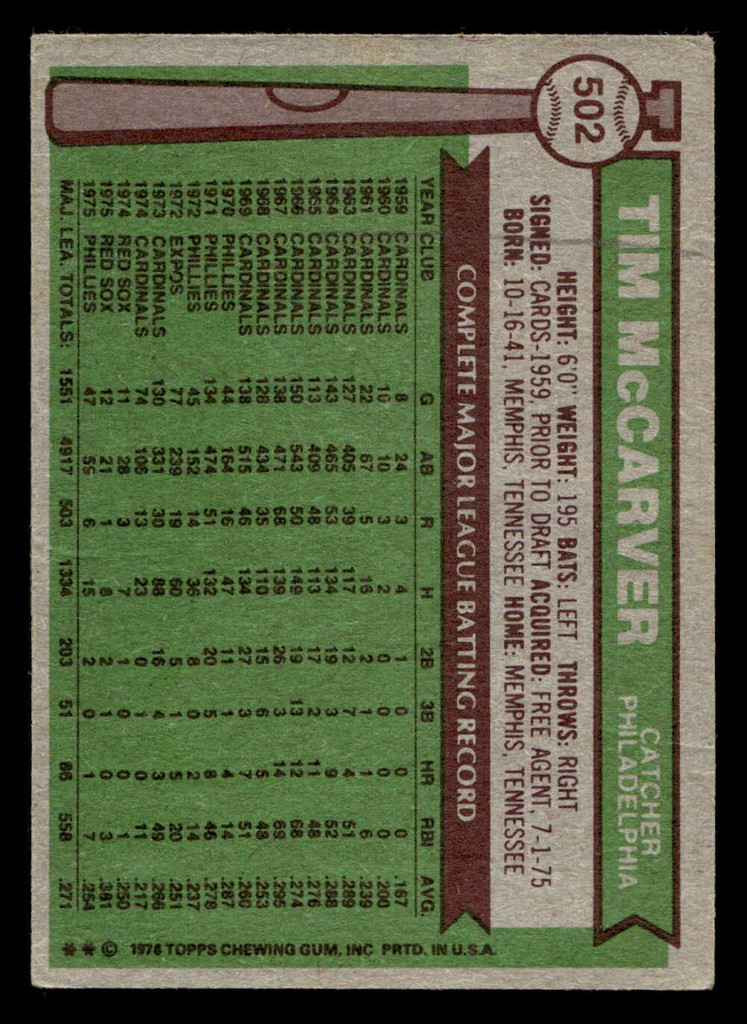 502
TIM McCARVER
CATCHER
PHILADELPHIA
HEIGHT: 6'0" WEIGHT: 195 BATS: LEFT THROWS: RIGHT
SIGNED: CARDS-1959, PRIOR TO DRAFT ACQUIRED: FREE AGENT, 7-1-75
BORN: 10-16-41, MEMPHIS, TENNESSEE HOME: MEMPHIS, TENNESSEE
COMPLETE MAJOR LEAGUE BATTING RECORD
YEAR CLUB G AB R H 2B 3B HR RBI AVG.
1959 CARDINALS 8 24 3 4 1 0 0 0 .167
1960 CARDINALS 10 10 3 2 0 0 0 0 .200
1961 CARDINALS 22 67 5 16 2 1 1 6 .239
1963 CARDINALS 127 405 39 117 12 7 4 51 .289
1964 CARDINALS 143 465 53 134 19 3 9 52 .288
1965 CARDINALS 113 409 48 113 17 2 11 48 .276
1966 CARDINALS 150 543 50 149 19 13 12 68 .274
1967 CARDINALS 138 471 68 139 26 3 14 69 .295
1968 CARDINALS 128 434 35 110 15 6 5 48 .253
1969 CARDINALS 138 515 46 134 27 3 7 51 .260
1970 PHILLIES 44 164 16 47 11 1 4 14 .287
1971 PHILLIES 134 474 51 132 20 5 8 46 .278
1972 PHILLIES 45 152 14 36 8 0 2 14 .237
1972 EXPOS 77 239 19 60 5 1 5 20 .251
1973 CARDINALS 130 331 30 88 16 4 3 49 .266
1974 CARDINALS 74 106 13 23 0 1 0 11 .217
1974 RED SOX 11 28 3 7 1 0 0 1 .250
1975 RED SOX 12 21 1 8 2 1 0 3 .381
1975 PHILLIES 47 59 6 15 2 0 1 7 .254
MAJ. LEA. TOTALS: 1551 4917 503 1334 203 51 86 558 .271
** © 1976 TOPPS CHEWING GUM, INC PRTD. IN U.S.A.